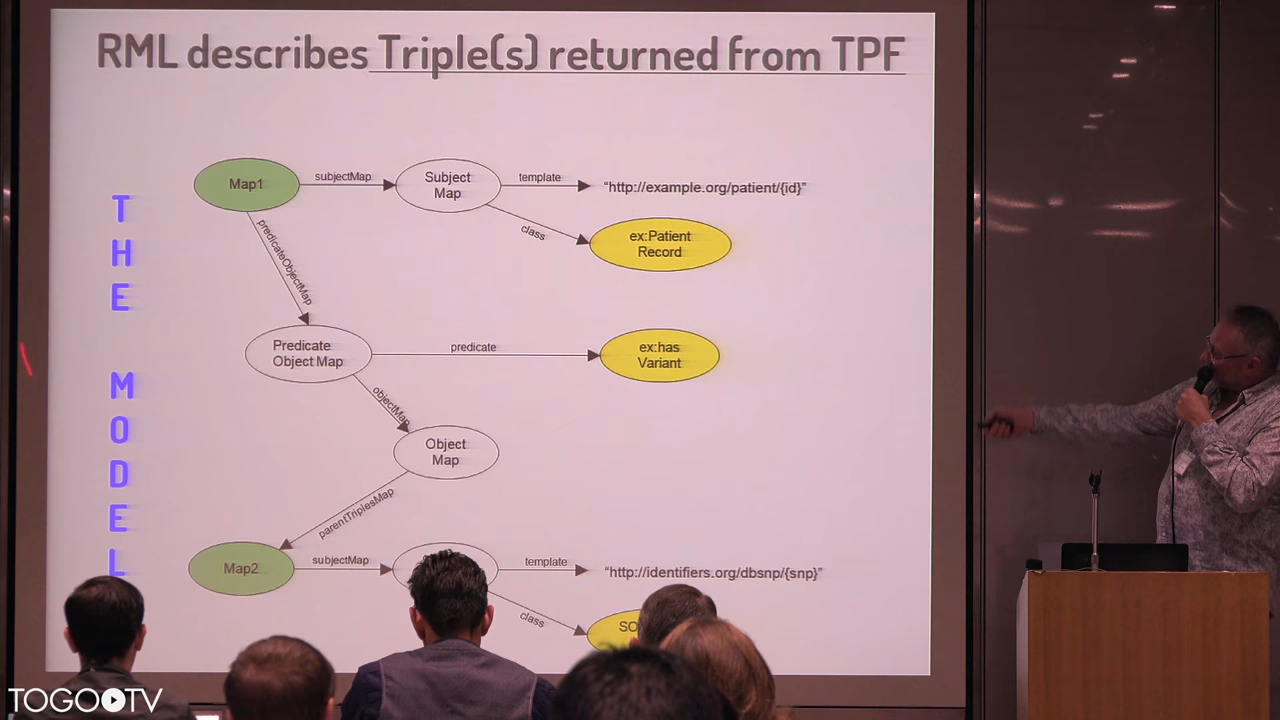 RML describes Triple(s) returned from TPF
THE MODEL
Map1
subjectMap
Subject
Map
template
"http://example.org/patient/{id}"
class
ex:Patient
Record
predicateObjectMap
Predicate
Object Map
predicate
ex:has
Variant
objectMap
Object
Map
parentTriplesMap
Map2
subjectMap
template
"http://identifiers.org/dbsnp/{snp}"
class
TOGO TV